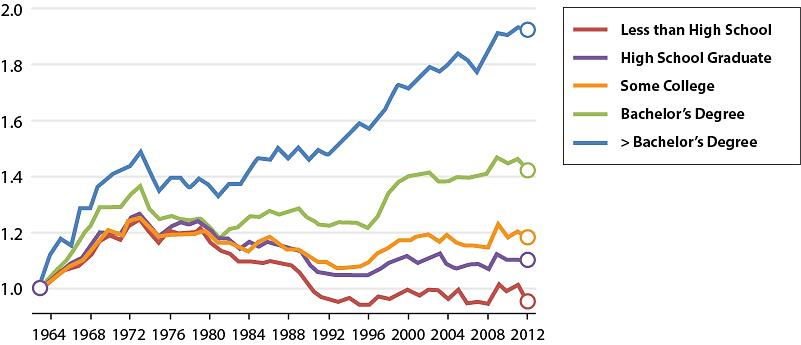 2.0
1.8
1.6
1.4
1.2
1.0
1964 1968 1972 1976 1980 1984 1988 1992 1996 2000 2004 2008 2012
Less than High School
High School Graduate
Some College
Bachelor's Degree
> Bachelor's Degree